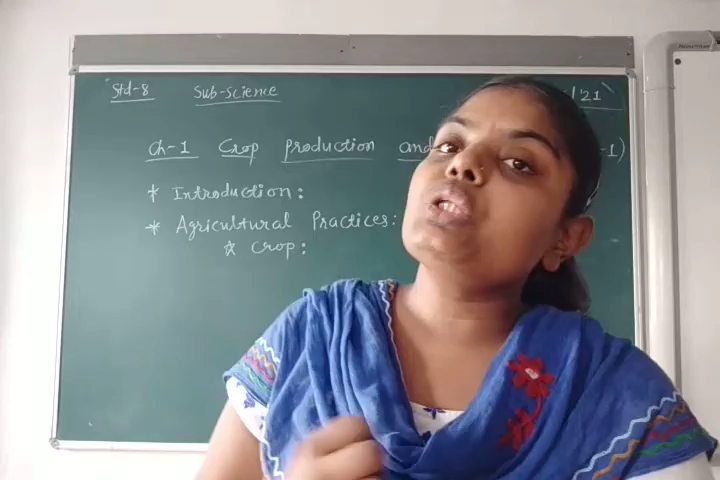 Std-8 Sub-Science '21
Ch-1 Crop production and -1)
* Introduction:
* Agricultural Practices:
* Crop: